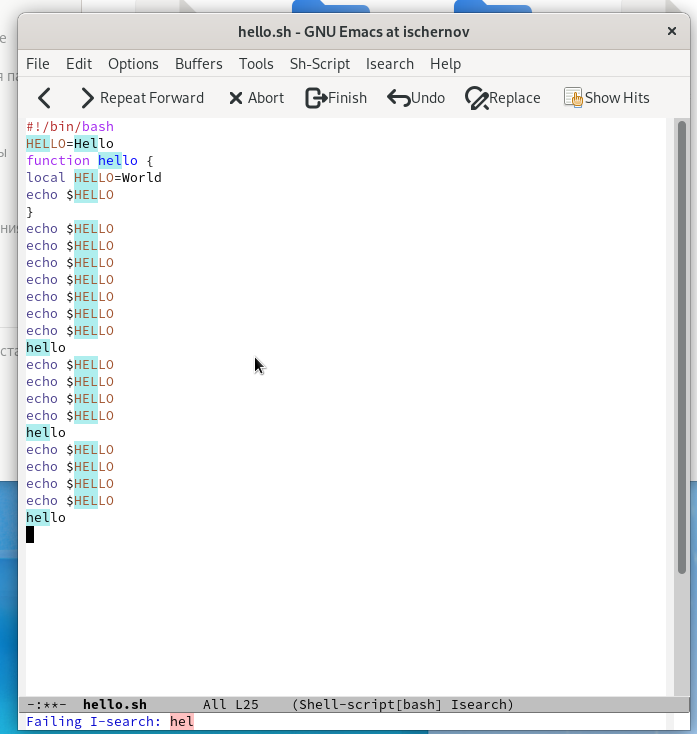 hello.sh - GNU Emacs at ischernov
File Edit Options Buffers Tools Sh-Script Isearch Help
Repeat Forward Abort Finish Undo Replace Show Hits
#!/bin/bash
HELLO=Hello
function hello {
local HELLO=World
echo $HELLO
}
echo $HELLO
echo $HELLO
echo $HELLO
echo $HELLO
echo $HELLO
echo $HELLO
echo $HELLO
hello
echo $HELLO
echo $HELLO
echo $HELLO
echo $HELLO
hello
echo $HELLO
echo $HELLO
echo $HELLO
echo $HELLO
hello
-:**- hello.sh All L25 (Shell-script[bash] Isearch)
Failing I-search: hel